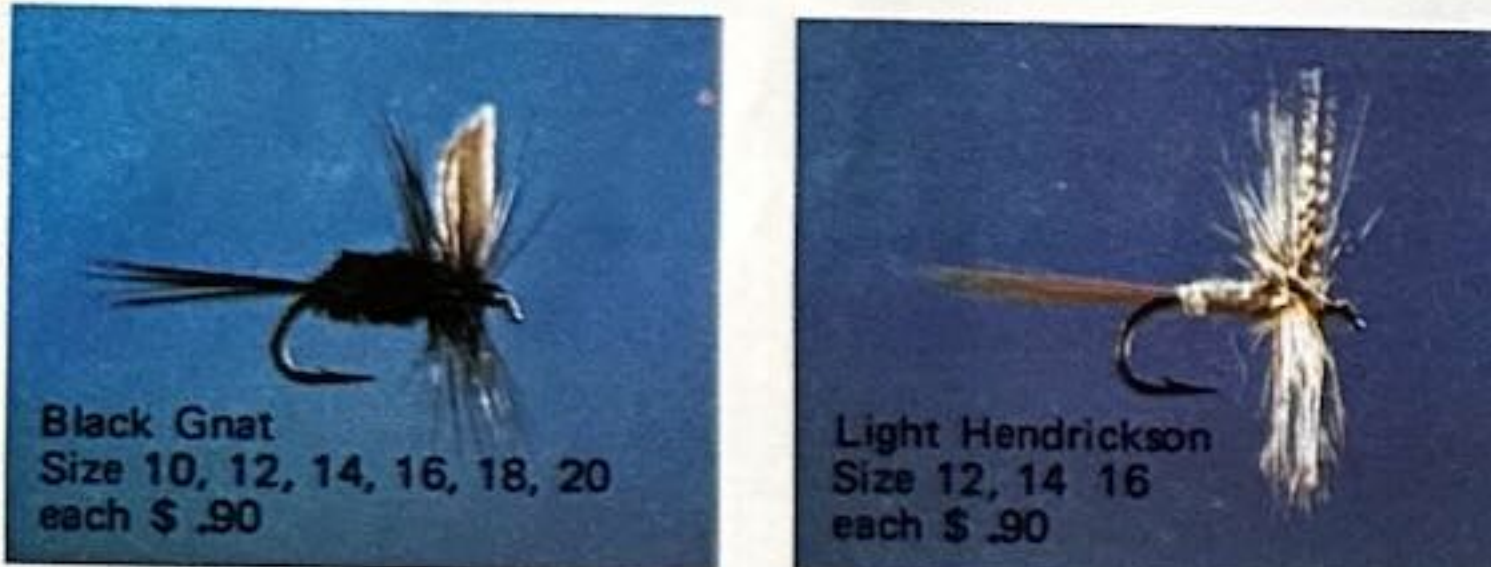 Black Gnat
Size 10, 12, 14, 16, 18, 20
each $ .90
Light Hendrickson
Size 12, 14 16
each $ .90